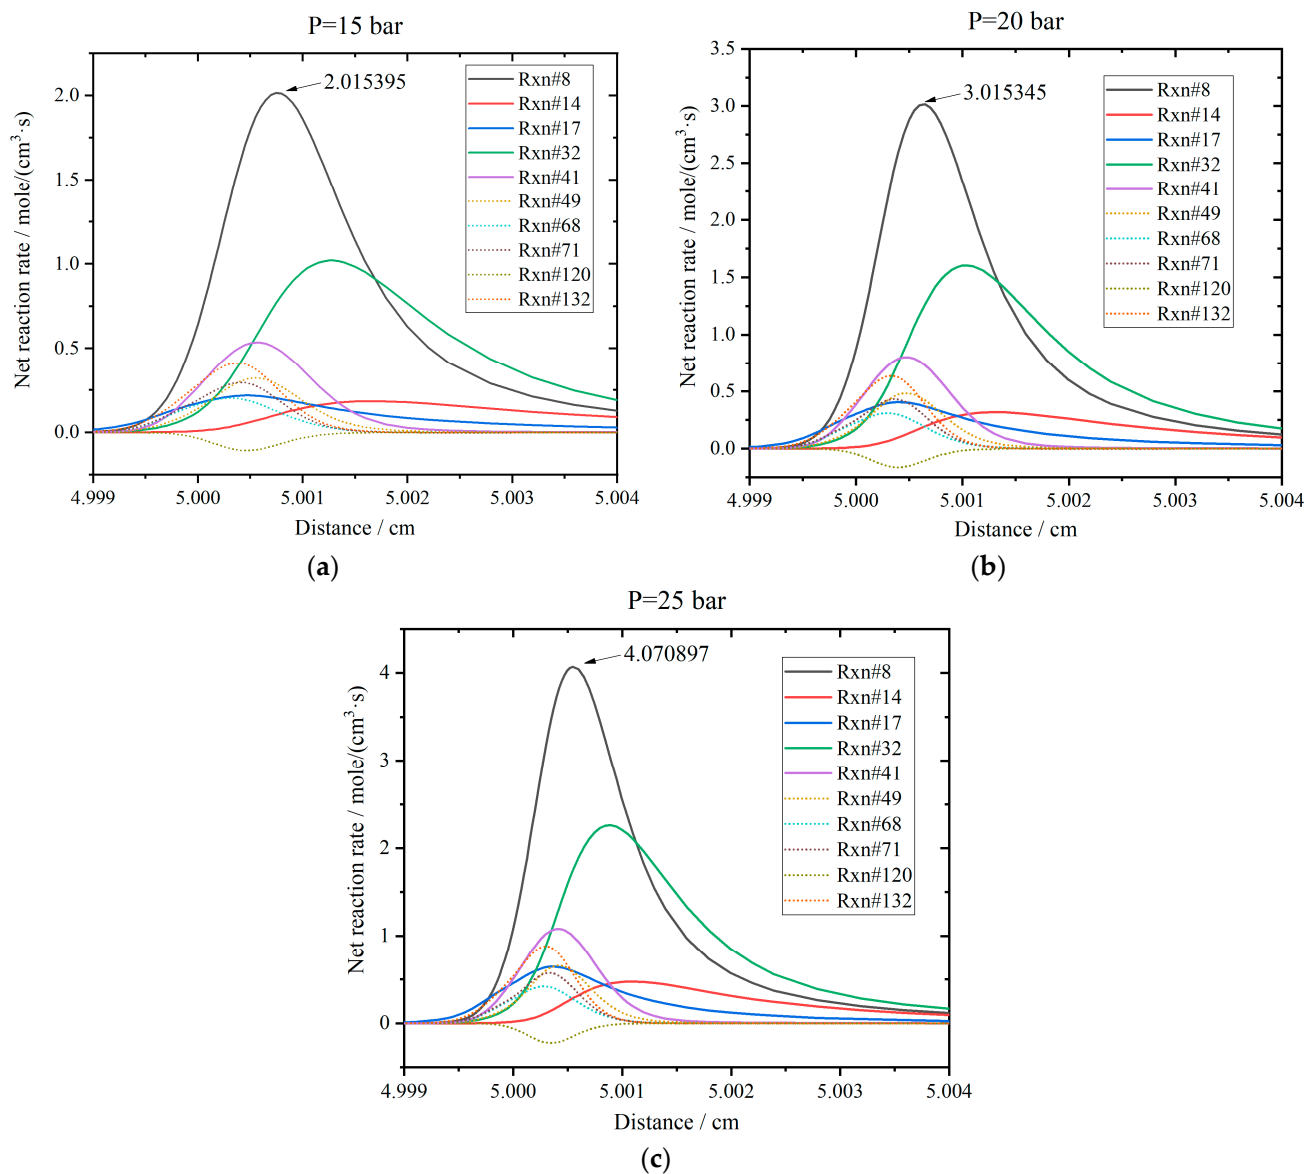 P=15 bar
2.015395
Rxn#8
Rxn#14
Rxn#17
Rxn#32
Rxn#41
Rxn#49
Rxn#68
Rxn#71
Rxn#120
Rxn#132
Net reaction rate / mole/(cm³·s)
2.0
1.5
1.0
0.5
0.0
4.999 5.000 5.001 5.002 5.003 5.004
Distance / cm
(a)
P=20 bar
3.015345
Rxn#8
Rxn#14
Rxn#17
Rxn#32
Rxn#41
Rxn#49
Rxn#68
Rxn#71
Rxn#120
Rxn#132
Net reaction rate / mole/(cm³·s)
3.5
3.0
2.5
2.0
1.5
1.0
0.5
0.0
4.999 5.000 5.001 5.002 5.003 5.004
Distance / cm
(b)
P=25 bar
4.070897
Rxn#8
Rxn#14
Rxn#17
Rxn#32
Rxn#41
Rxn#49
Rxn#68
Rxn#71
Rxn#120
Rxn#132
Net reaction rate / mole/(cm³·s)
4
3
2
1
0
4.999 5.000 5.001 5.002 5.003 5.004
Distance / cm
(c)